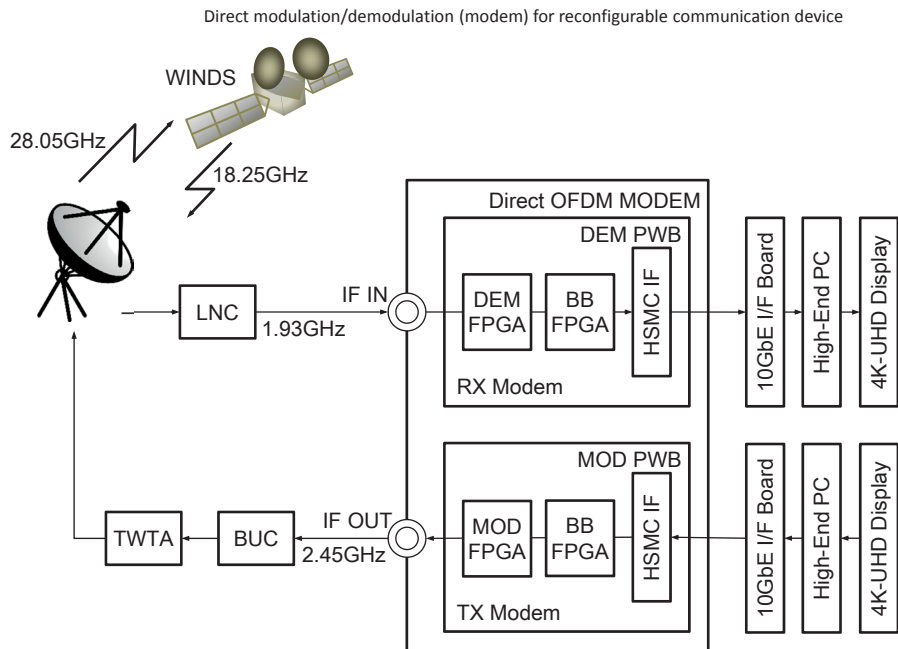 Direct modulation/demodulation (modem) for reconfigurable communication device
WINDS
28.05GHz
18.25GHz
Direct OFDM MODEM
DEM PWB
IF IN
LNC
1.93GHz
DEM
FPGA
BB
FPGA
HSMC IF
RX Modem
10GbE I/F Board
High-End PC
4K-UHD Display
MOD PWB
IF OUT
TWTA
BUC
2.45GHz
MOD
FPGA
BB
FPGA
HSMC IF
TX Modem
10GbE I/F Board
High-End PC
4K-UHD Display